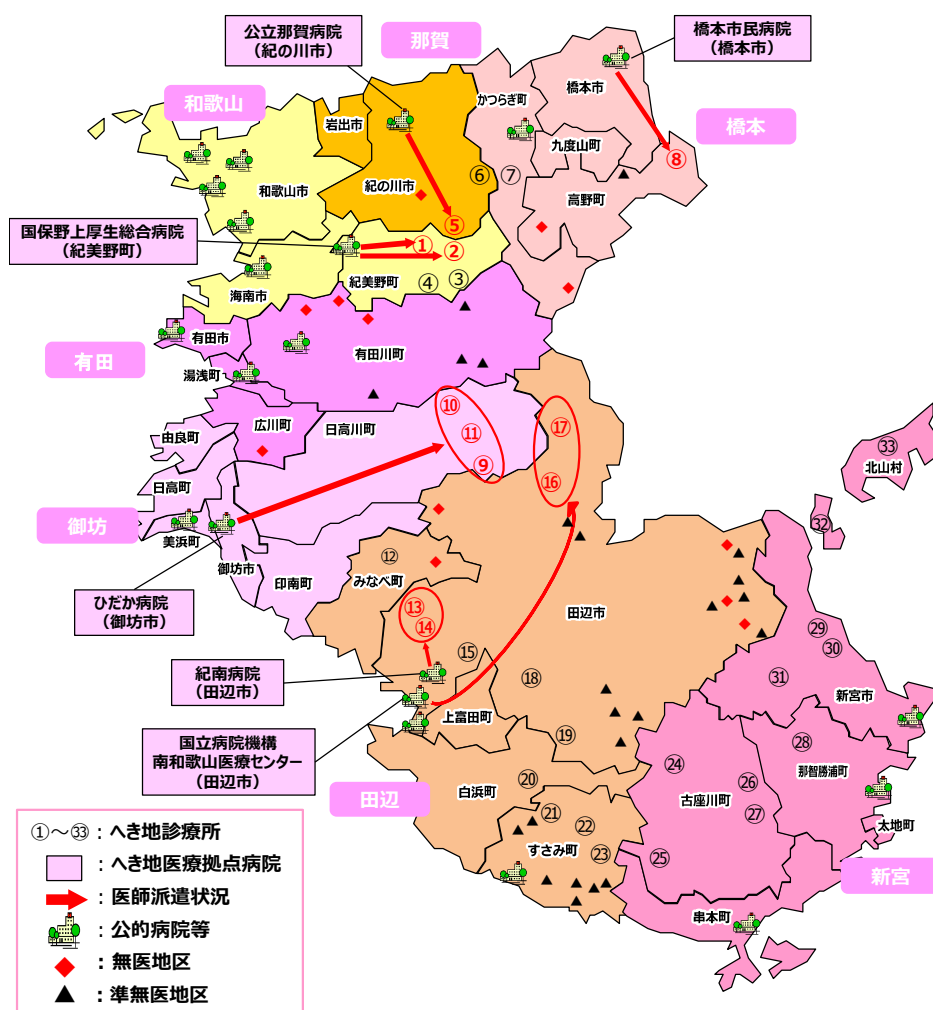 公立那賀病院
(紀の川市)
那賀
橋本市民病院
(橋本市)
和歌山
橋本
かつらぎ町
橋本市
岩出市
九度山町
⑧
和歌山市
紀の川市
⑥
⑦
高野町
⑤
国保野上厚生総合病院
(紀美野町)
①
②
紀美野町
④
③
海南市
有田市
有田川町
有田
湯浅町
広川町
日高川町
⑩
⑪
⑨
⑰
⑯
由良町
㉝
北山村
日高町
㉜
御坊
美浜町
御坊市
印南町
⑫
みなべ町
ひだか病院
(御坊市)
⑬
⑭
田辺市
㉙
㉚
⑮
⑱
㉛
紀南病院
(田辺市)
新宮市
上富田町
国立病院機構
南和歌山医療センター
(田辺市)
⑲
㉘
㉔
那智勝浦町
白浜町
⑳
㉖
田辺
古座川町
㉗
㉑
㉒
太地町
すさみ町
㉓
㉕
新宮
串本町
①~㉝:へき地診療所
:へき地医療拠点病院
:医師派遣状況
:公的病院等
:無医地区
:準無医地区